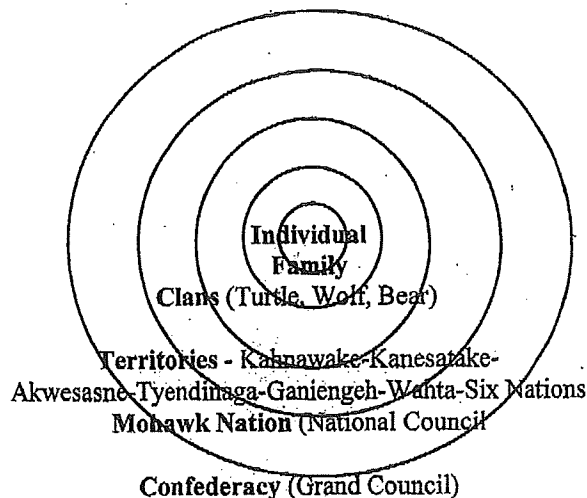 Individual
Family
Clans (Turtle, Wolf, Bear)
Territories - Kahnawake-Kanesatake-
Akwesasne-Tyendinaga-Ganiengeh-Wahta-Six Nations
Mohawk Nation (National Council
Confederacy (Grand Council)